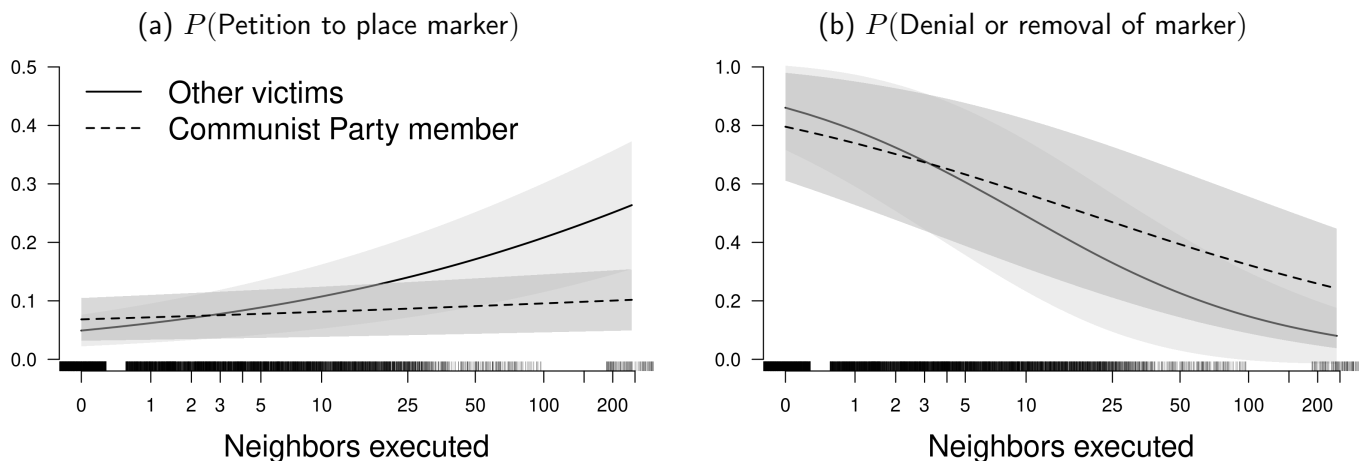 (a) P(Petition to place marker)
0.5
0.4
0.3
0.2
0.1
0.0
Other victims
Communist Party member
0 1 2 3 5 10 25 50 100 200
Neighbors executed
(b) P(Denial or removal of marker)
1.0
0.8
0.6
0.4
0.2
0.0
0 1 2 3 5 10 25 50 100 200
Neighbors executed